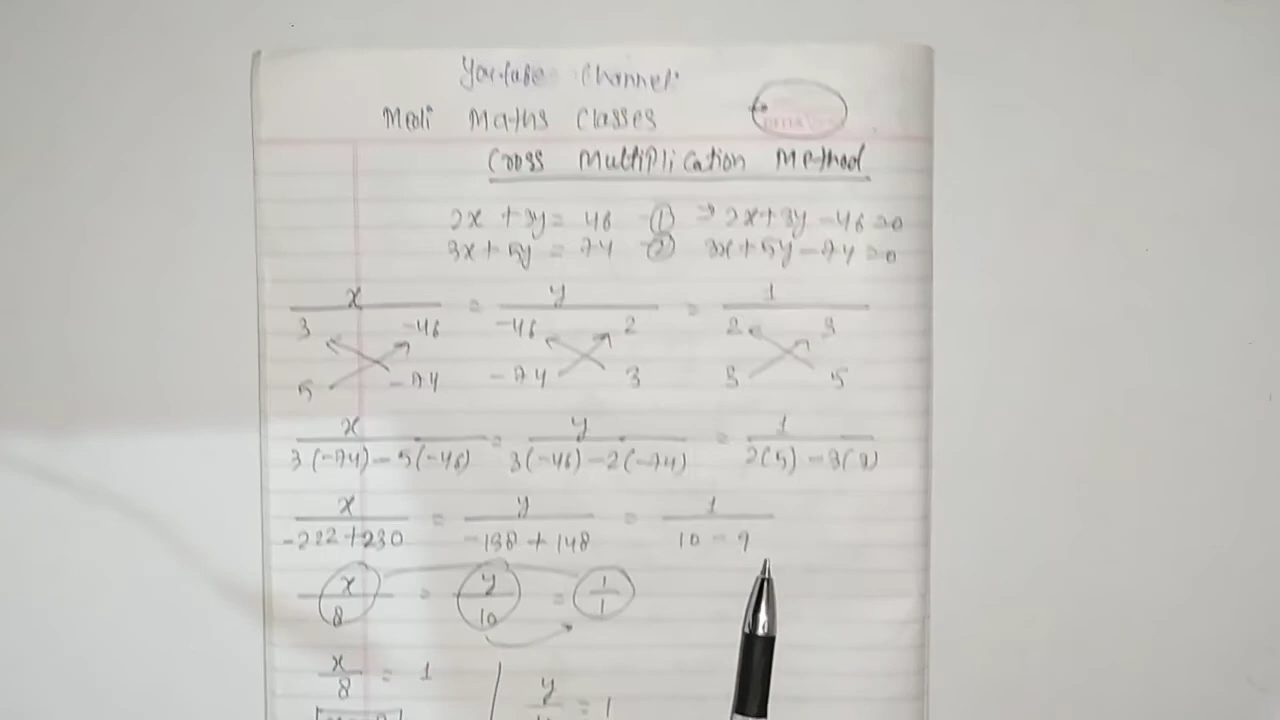 Youtube Channel:
Medi Maths Classes
Cross Multiplication Method
2x + 3y = 46 ① ⇒ 2x + 3y - 46 = 0
3x + 5y = 74 ② 3x + 5y - 74 = 0
x = y = 1
3 -46 -46 2 2 3
5 -74 -74 3 3 5
x = y = 1
3(-74) - 5(-46) 3(-46) - 2(-74) 2(5) - 3(3)
x = y = 1
-222 + 230 -138 + 148 10 - 9
x = y = 1
8 10 1
x = 1 y = 1
8